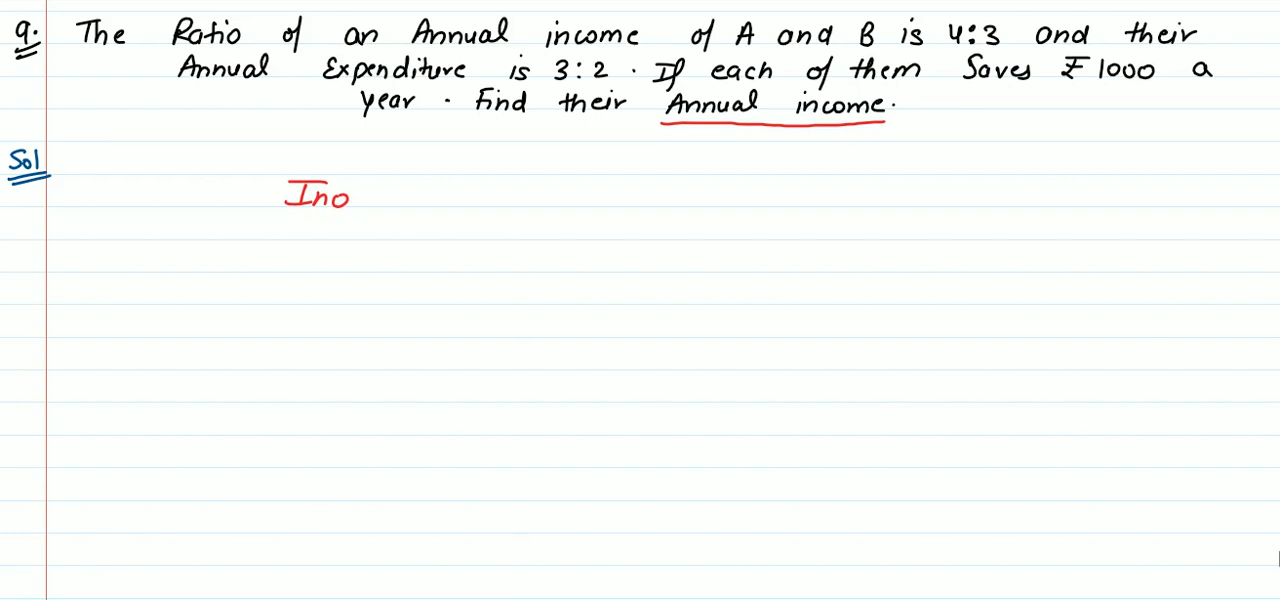 9. The Ratio of an Annual income of A and B is 4:3 and their
Annual Expenditure is 3:2. If each of them Saves ₹1000 a
year. Find their Annual income.
Sol
Ino